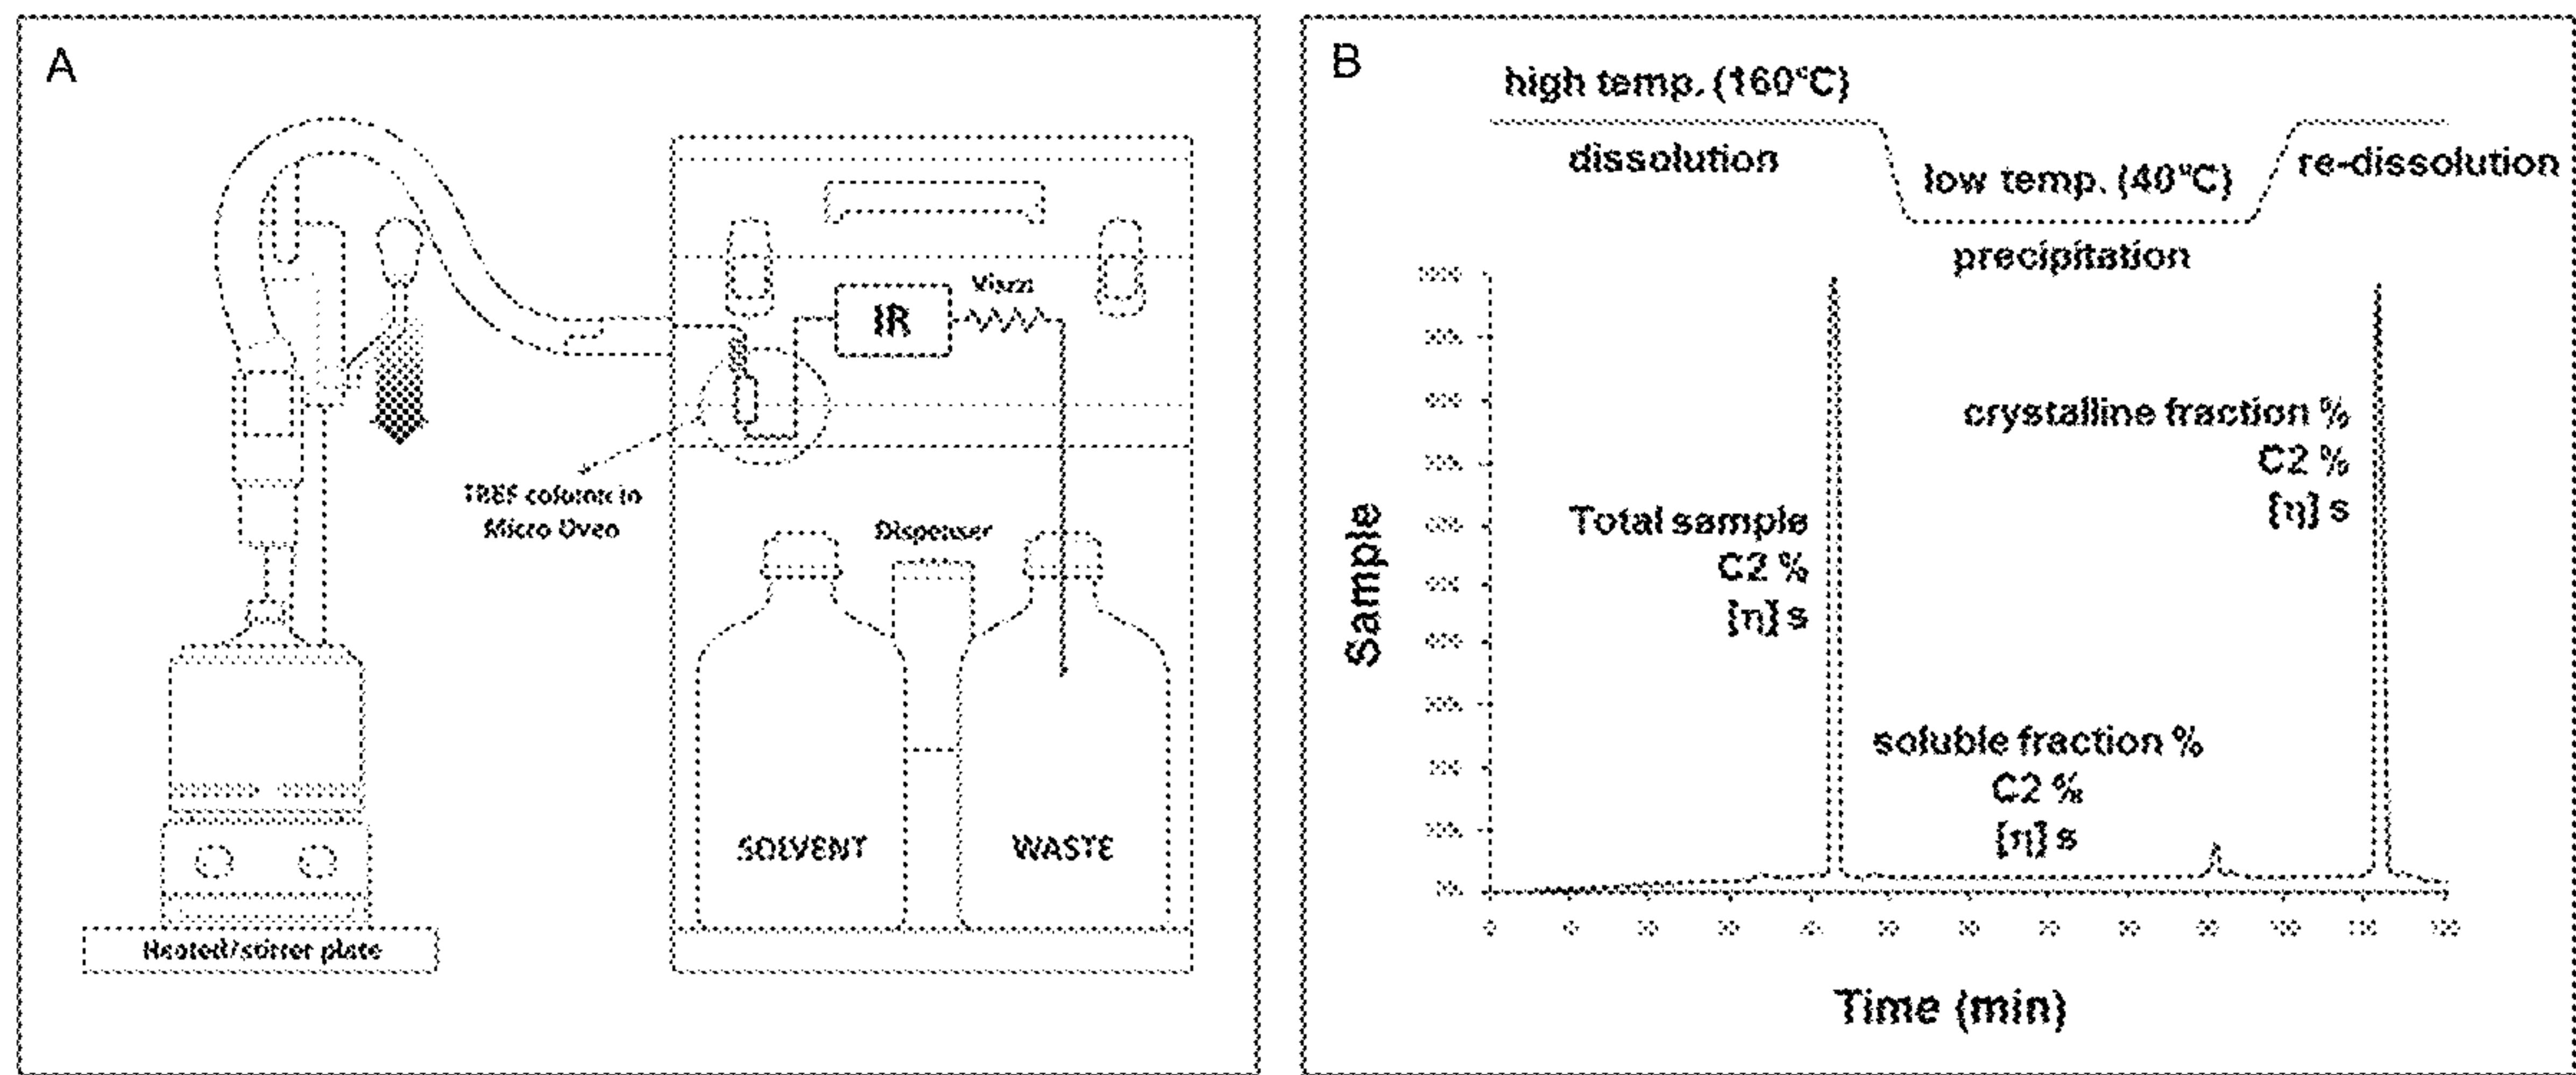 A
IR
Visco
TREF column in
Micro Oven
Dispenser
SOLVENT
WASTE
Heated/stirrer plate
B
high temp. (160°C)
dissolution
low temp. (40°C)
re-dissolution
precipitation
crystalline fraction %
C2 %
[η] s
Total sample
C2 %
[η] s
soluble fraction %
C2 %
[η] s
Sample
Time (min)